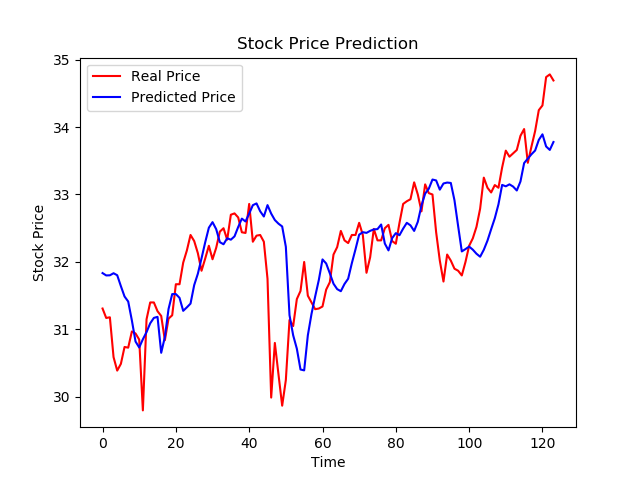 Stock Price Prediction
Real Price
Predicted Price
Stock Price
35
34
33
32
31
30
0 20 40 60 80 100 120
Time